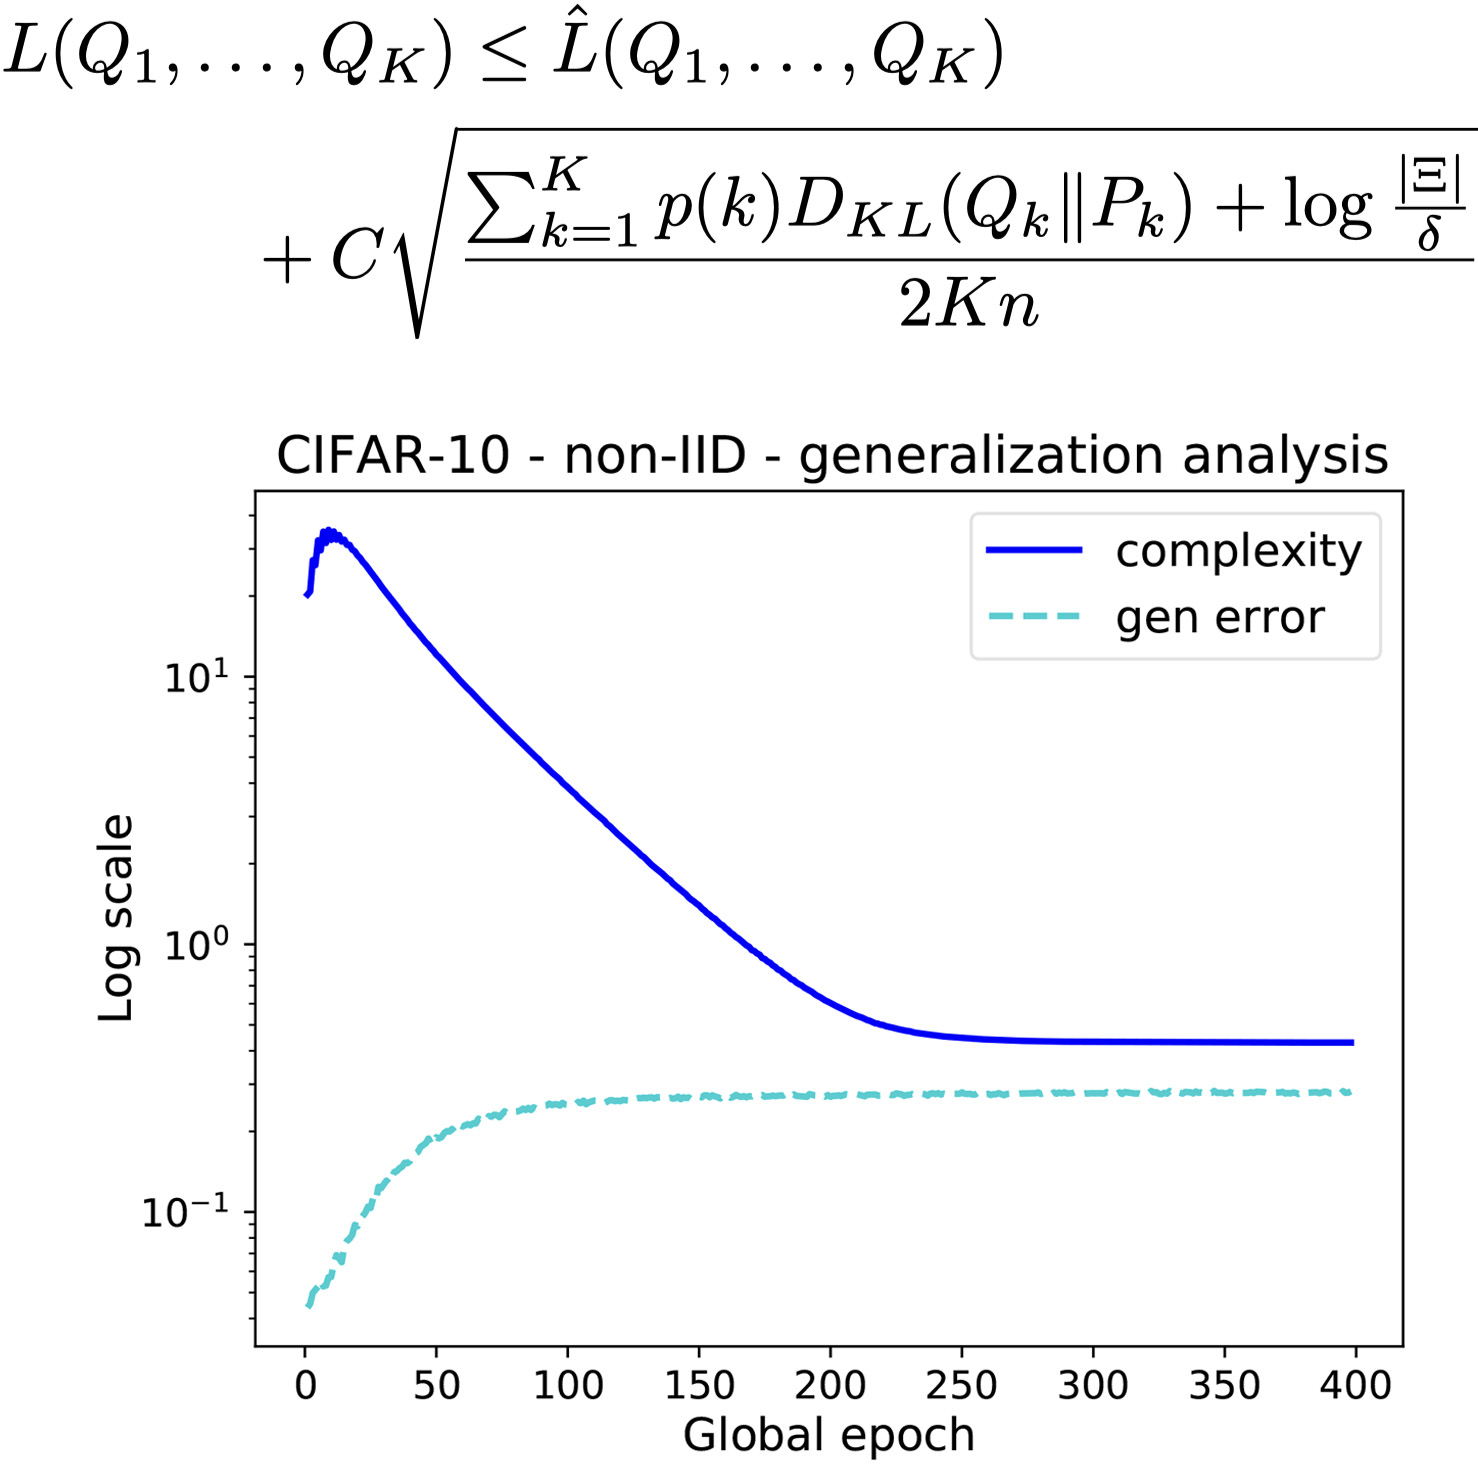 L(Q_1, ..., Q_K) ≤ L̂(Q_1, ..., Q_K)
+ C√((∑_{k=1}^{K} p(k)D_{KL}(Q_k‖P_k) + log(|Ξ|/δ))/(2Kn))
CIFAR-10 - non-IID - generalization analysis
complexity
gen error
Log scale
10^1
10^0
10^−1
0 50 100 150 200 250 300 350 400
Global epoch